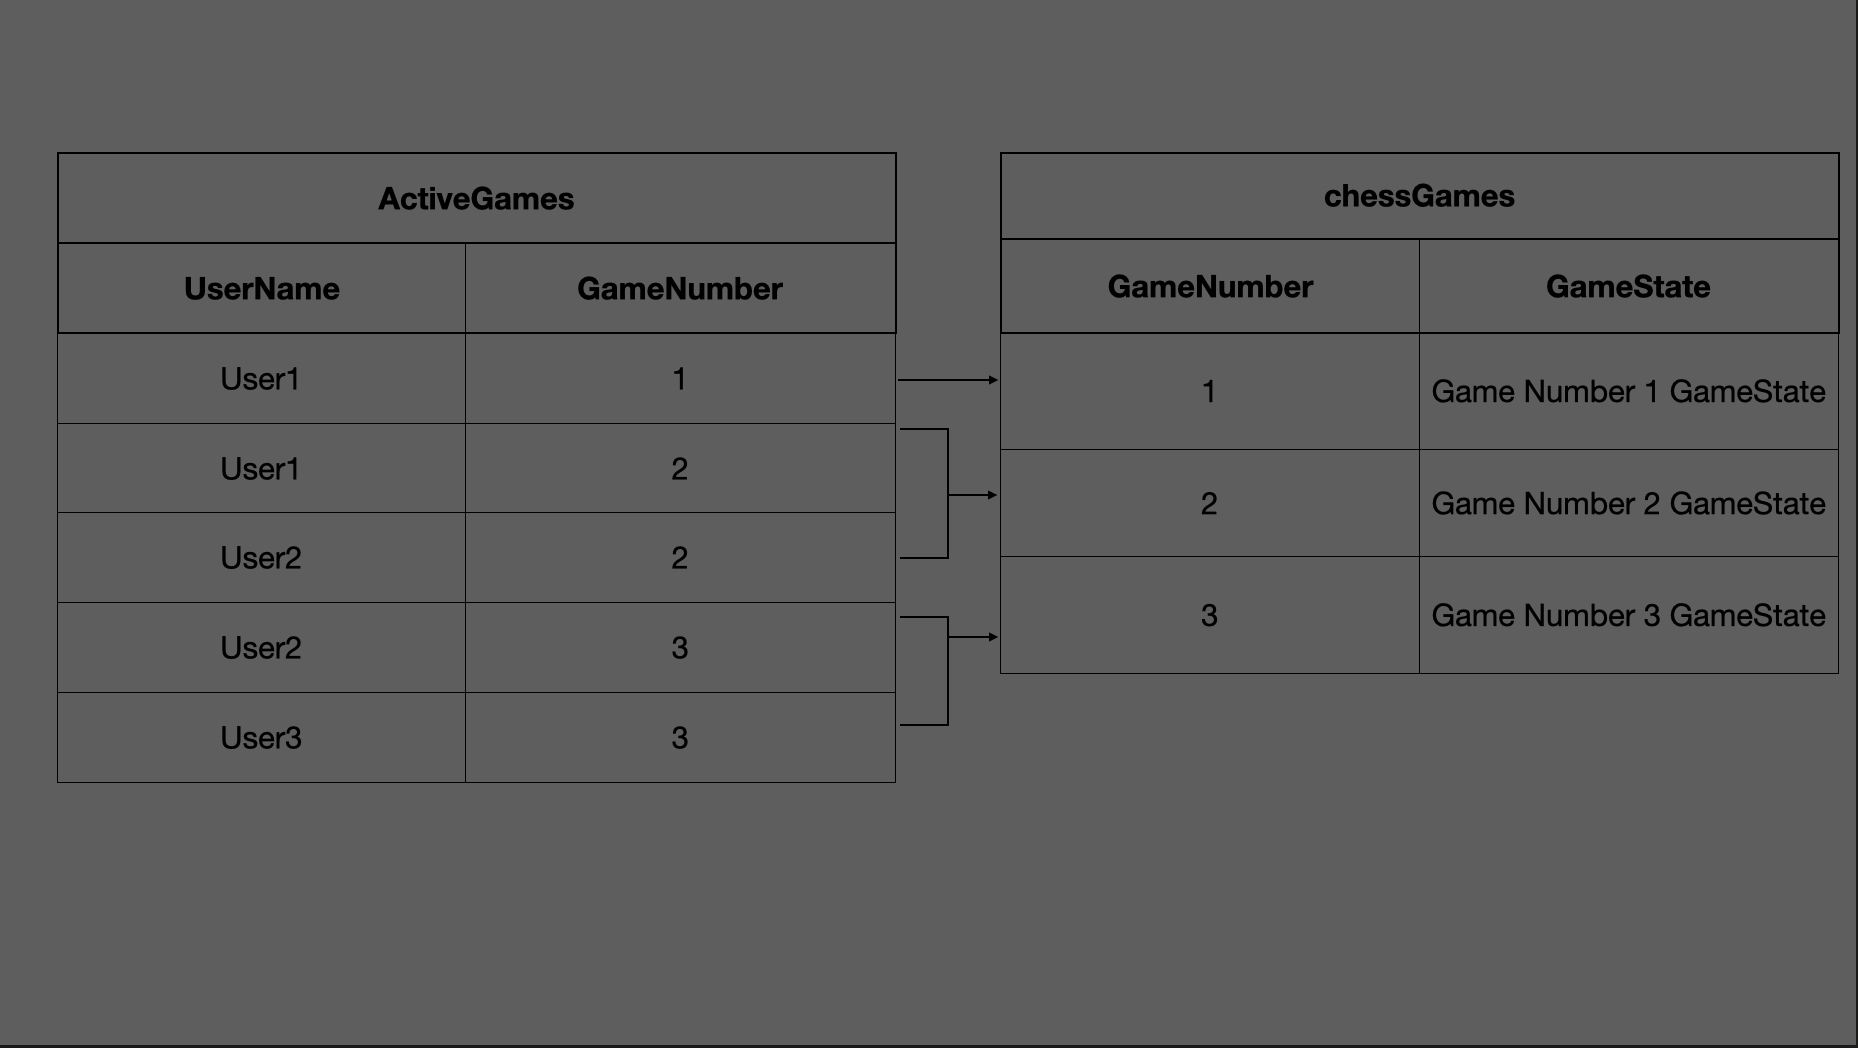 ActiveGames
UserName GameNumber
User1 1
User1 2
User2 2
User2 3
User3 3
chessGames
GameNumber GameState
1 Game Number 1 GameState
2 Game Number 2 GameState
3 Game Number 3 GameState